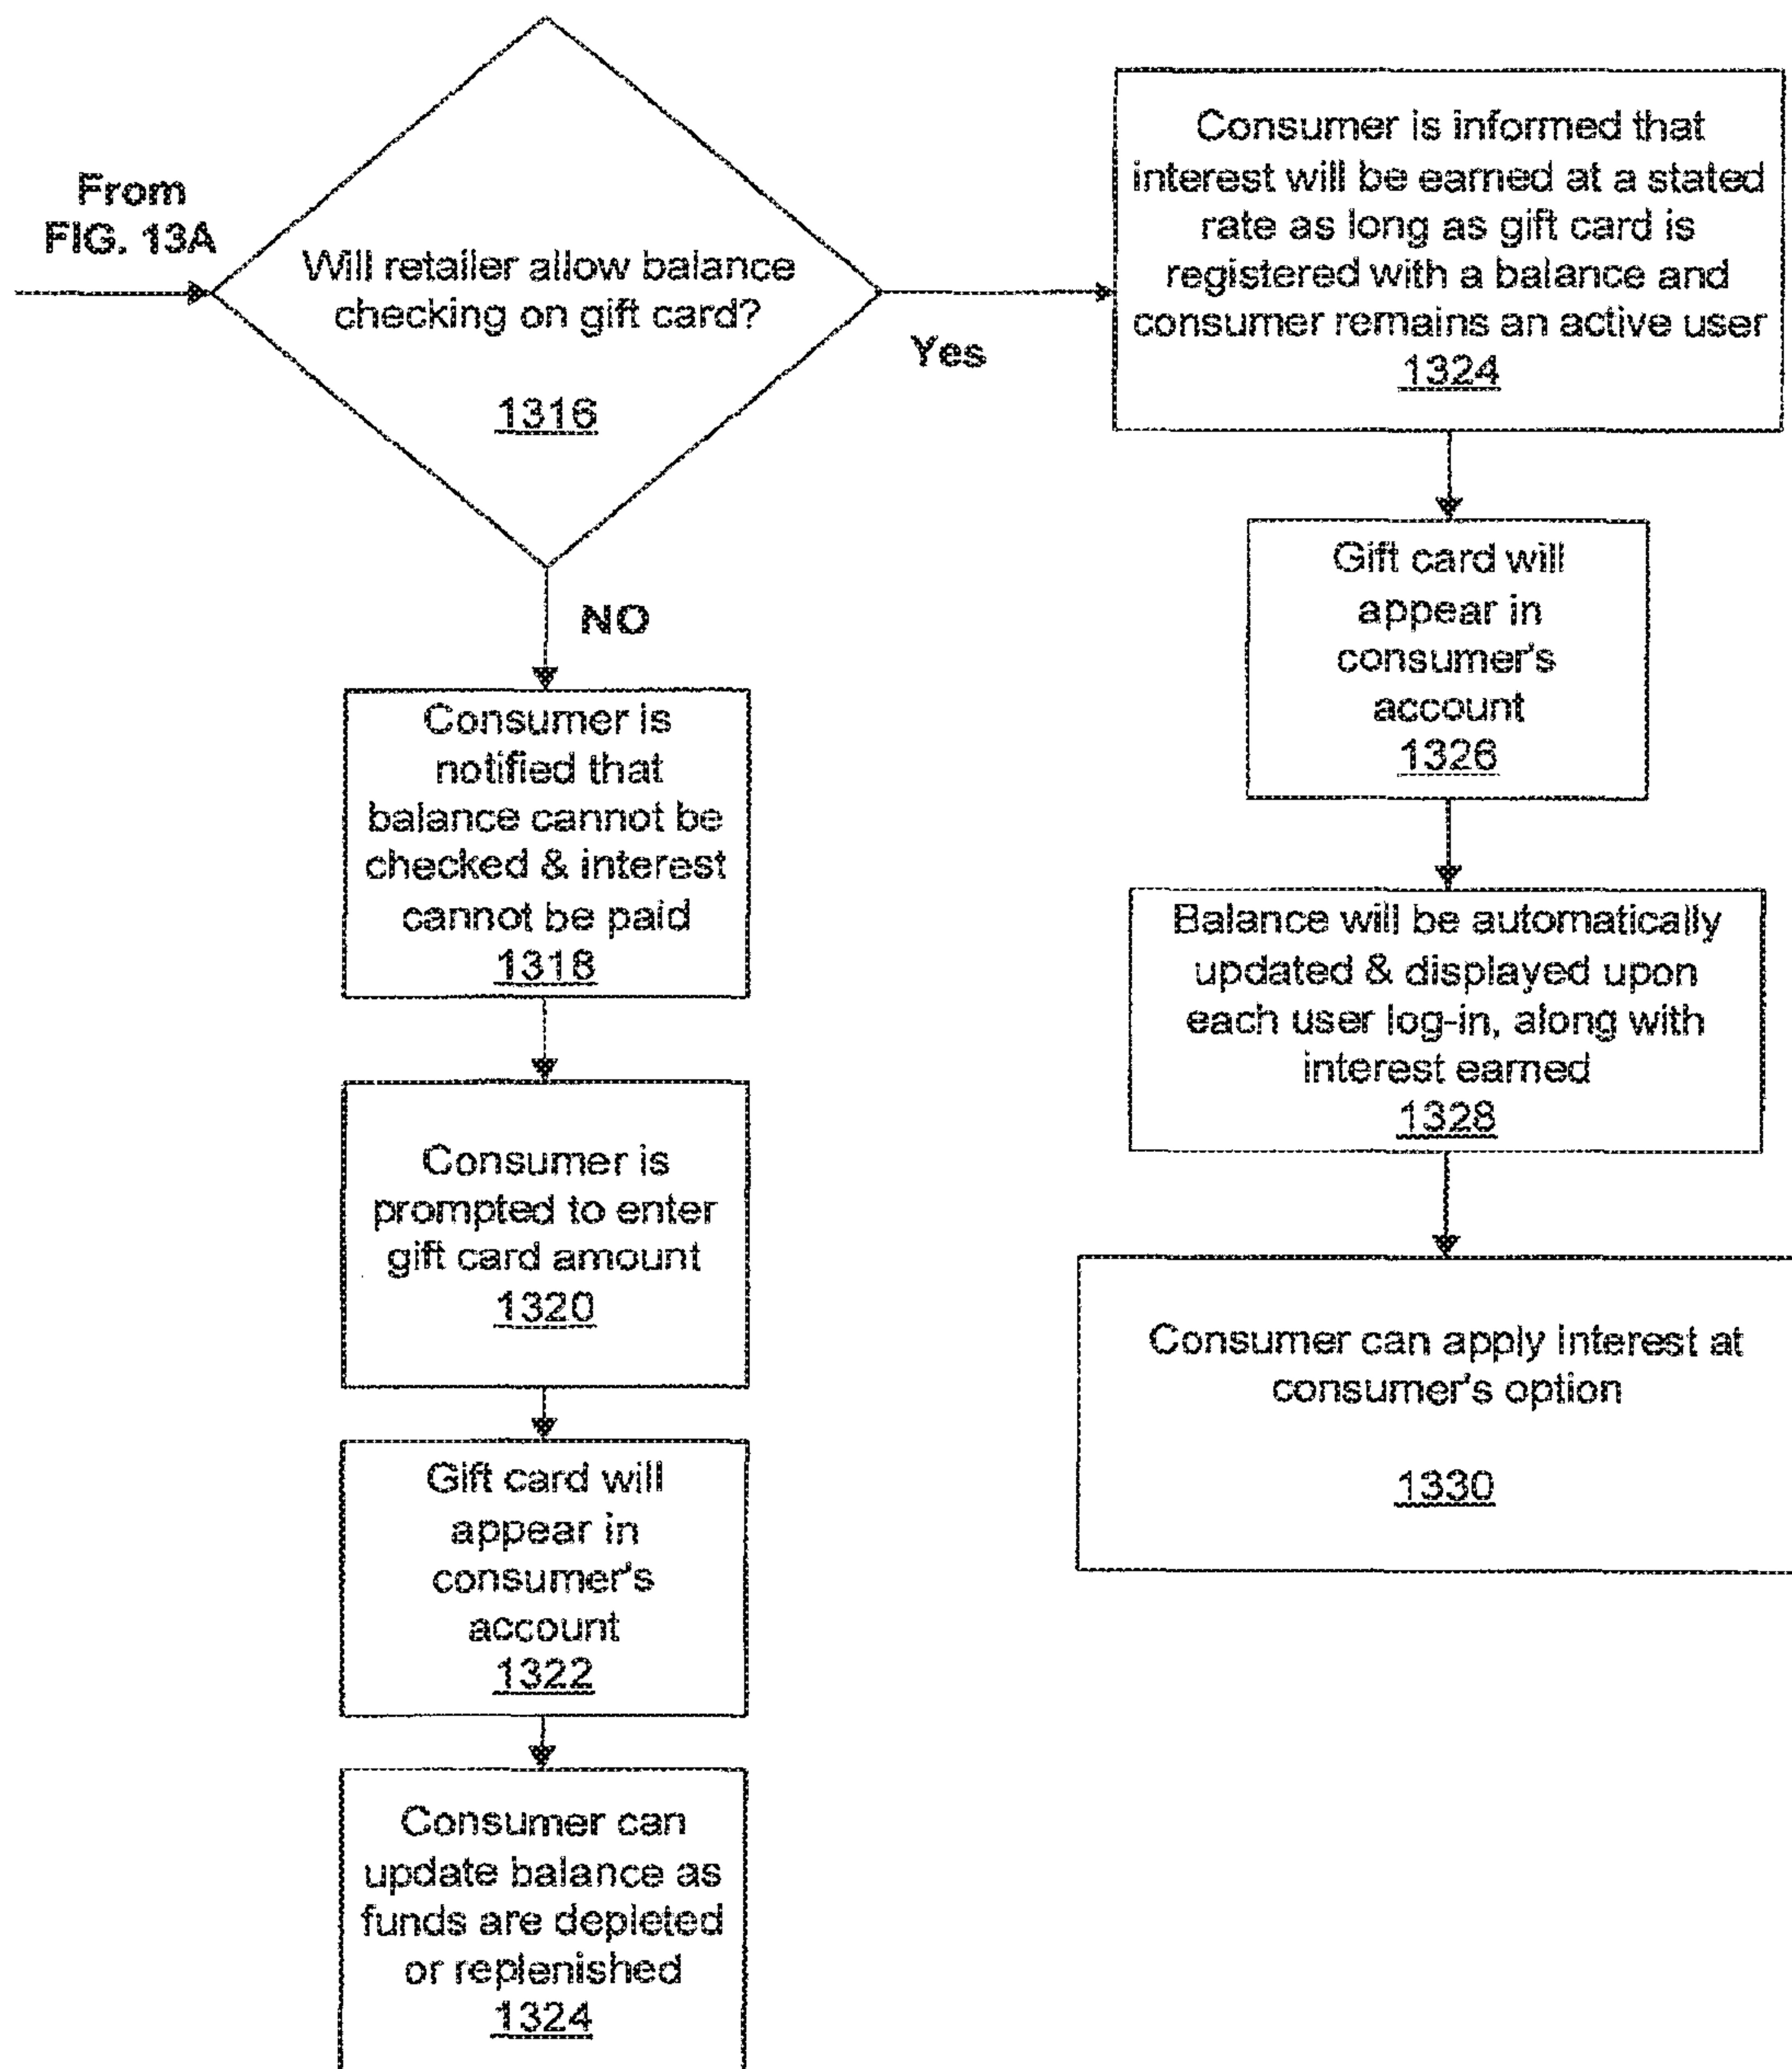 From
FIG. 13A
Will retailer allow balance
checking on gift card?
1316
Yes
NO
Consumer is
notified that
balance cannot be
checked & interest
cannot be paid
1318
Consumer is
prompted to enter
gift card amount
1320
Gift card will
appear in
consumer's
account
1322
Consumer can
update balance as
funds are depleted
or replenished
1324
Consumer is informed that
interest will be earned at a stated
rate as long as gift card is
registered with a balance and
consumer remains an active user
1324
Gift card will
appear in
consumer's
account
1326
Balance will be automatically
updated & displayed upon
each user log-in, along with
interest earned
1328
Consumer can apply interest at
consumer's option
1330